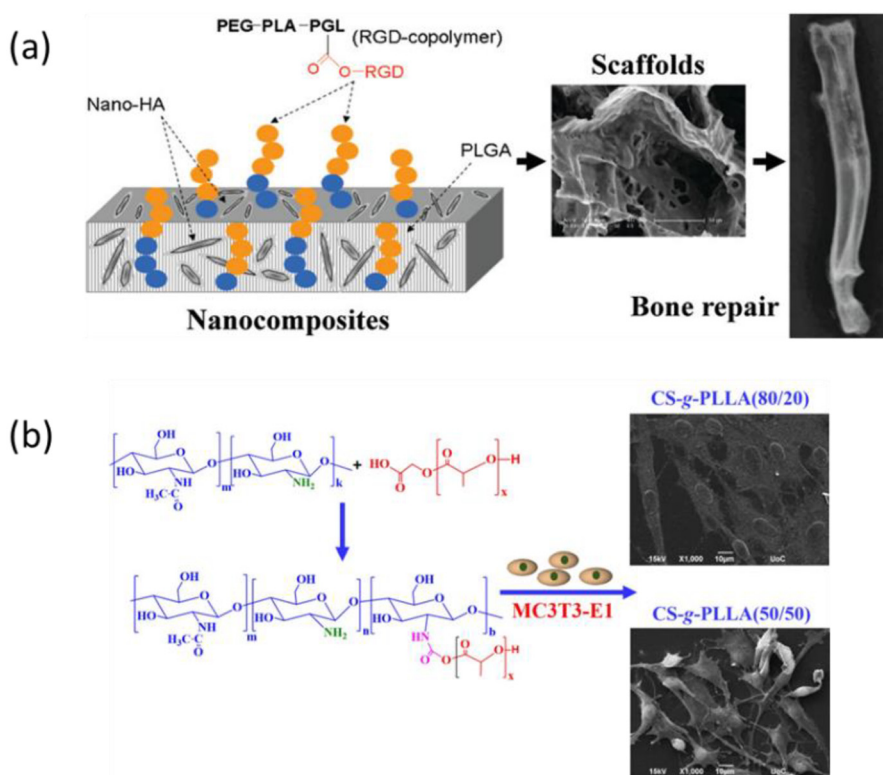 (a)
PEG-PLA-PGL
(RGD-copolymer)
O
O-RGD
Nano-HA
PLGA
Nanocomposites
Scaffolds
Bone repair
(b)
CS-g-PLLA(80/20)
OH
OH
O
O
O
O
HO
HO
NH
NH2
H3C-C
O
m
k
+
HO
O
O
O
O-H
x
15kV X1,000 10µm UoC
OH
OH
OH
O
O
O
O
O
O
HO
HO
HO
NH
NH2
HN
H3C-C
O
m
n
b
O
O
O
O-H
x
MC3T3-E1
CS-g-PLLA(50/50)
15kV X1,000 10µm UoC